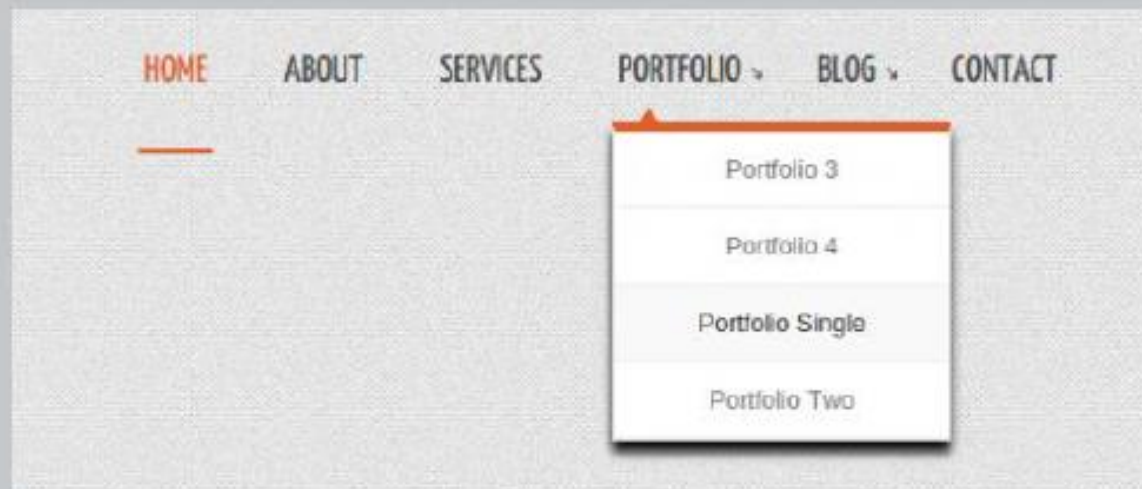 HOME ABOUT SERVICES PORTFOLIO BLOG CONTACT
Portfolio 3
Portfolio 4
Portfolio Single
Portfolio Two